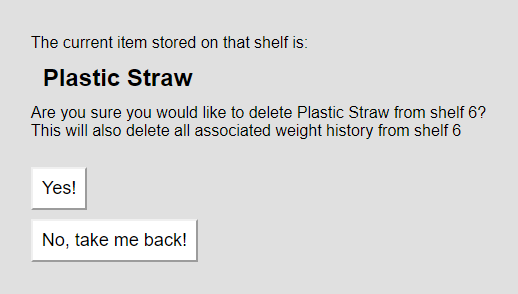 The current item stored on that shelf is:
Plastic Straw
Are you sure you would like to delete Plastic Straw from shelf 6?
This will also delete all associated weight history from shelf 6
Yes!
No, take me back!